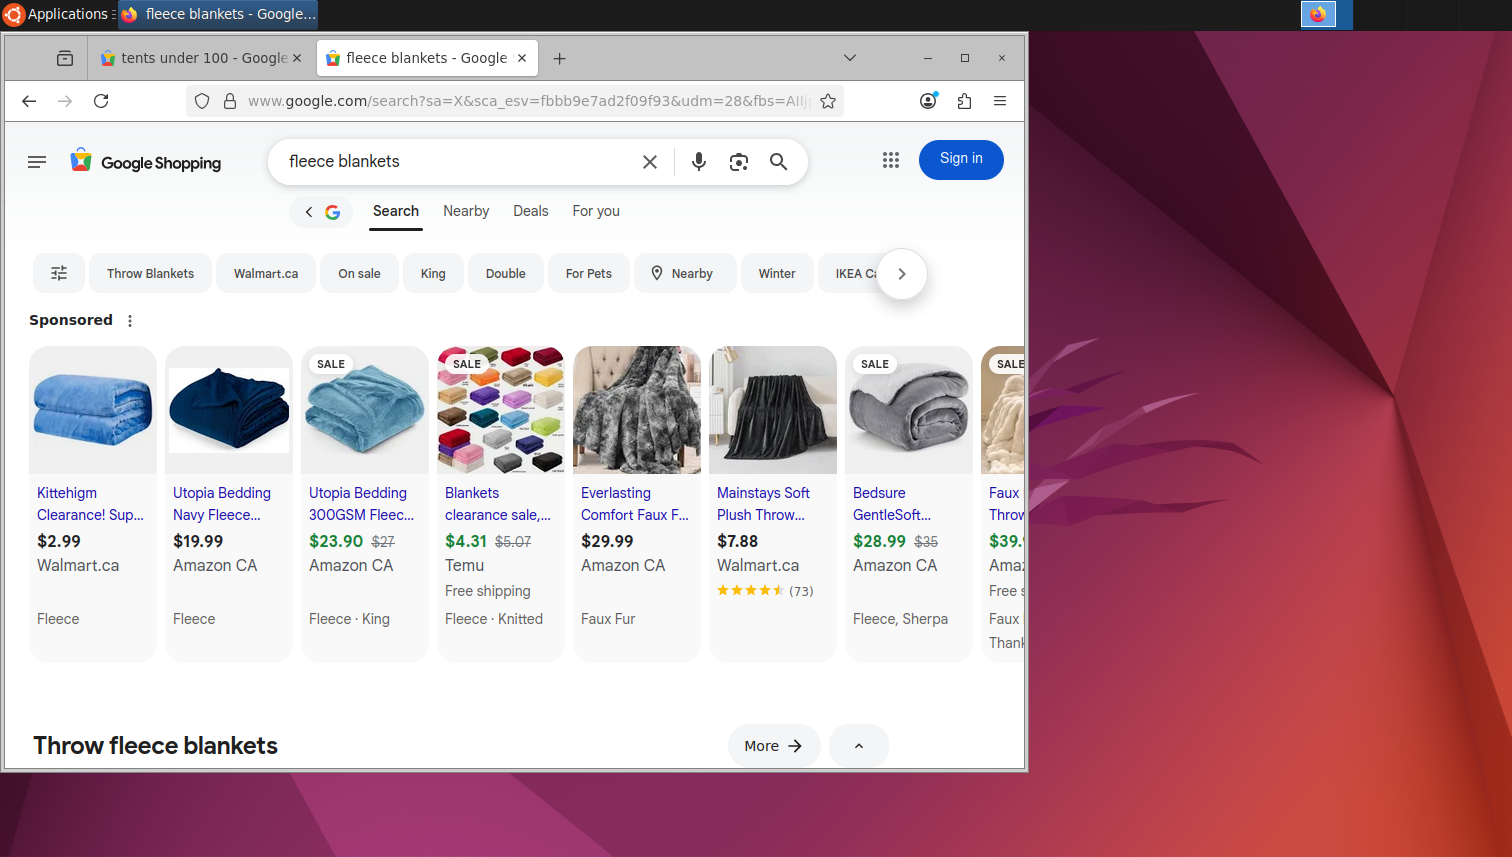 Applications
fleece blankets - Google...
tents under 100 - Google
fleece blankets - Google
www.google.com/search?sa=X&sca_esv=fbbb9e7ad2f09f93&udm=28&fbs=AIIj
Google Shopping
fleece blankets
Sign in
Search
Nearby
Deals
For you
Throw Blankets
Walmart.ca
On sale
King
Double
For Pets
Nearby
Winter
IKEA Ca
Sponsored
Kittehigm
Clearance! Sup...
$2.99
Walmart.ca
Fleece
Utopia Bedding
Navy Fleece...
$19.99
Amazon CA
Fleece
SALE
Utopia Bedding
300GSM Fleec...
$23.90 $27
Amazon CA
Fleece · King
SALE
Blankets
clearance sale,...
$4.31 $5.07
Temu
Free shipping
Fleece · Knitted
Everlasting
Comfort Faux F...
$29.99
Amazon CA
Faux Fur
Mainstays Soft
Plush Throw...
$7.88
Walmart.ca
(73)
SALE
Bedsure
GentleSoft...
$28.99 $35
Amazon CA
Fleece, Sherpa
SALE
Faux
Throw
$39.
Amaz
Free s
Faux
Thank
Throw fleece blankets
More